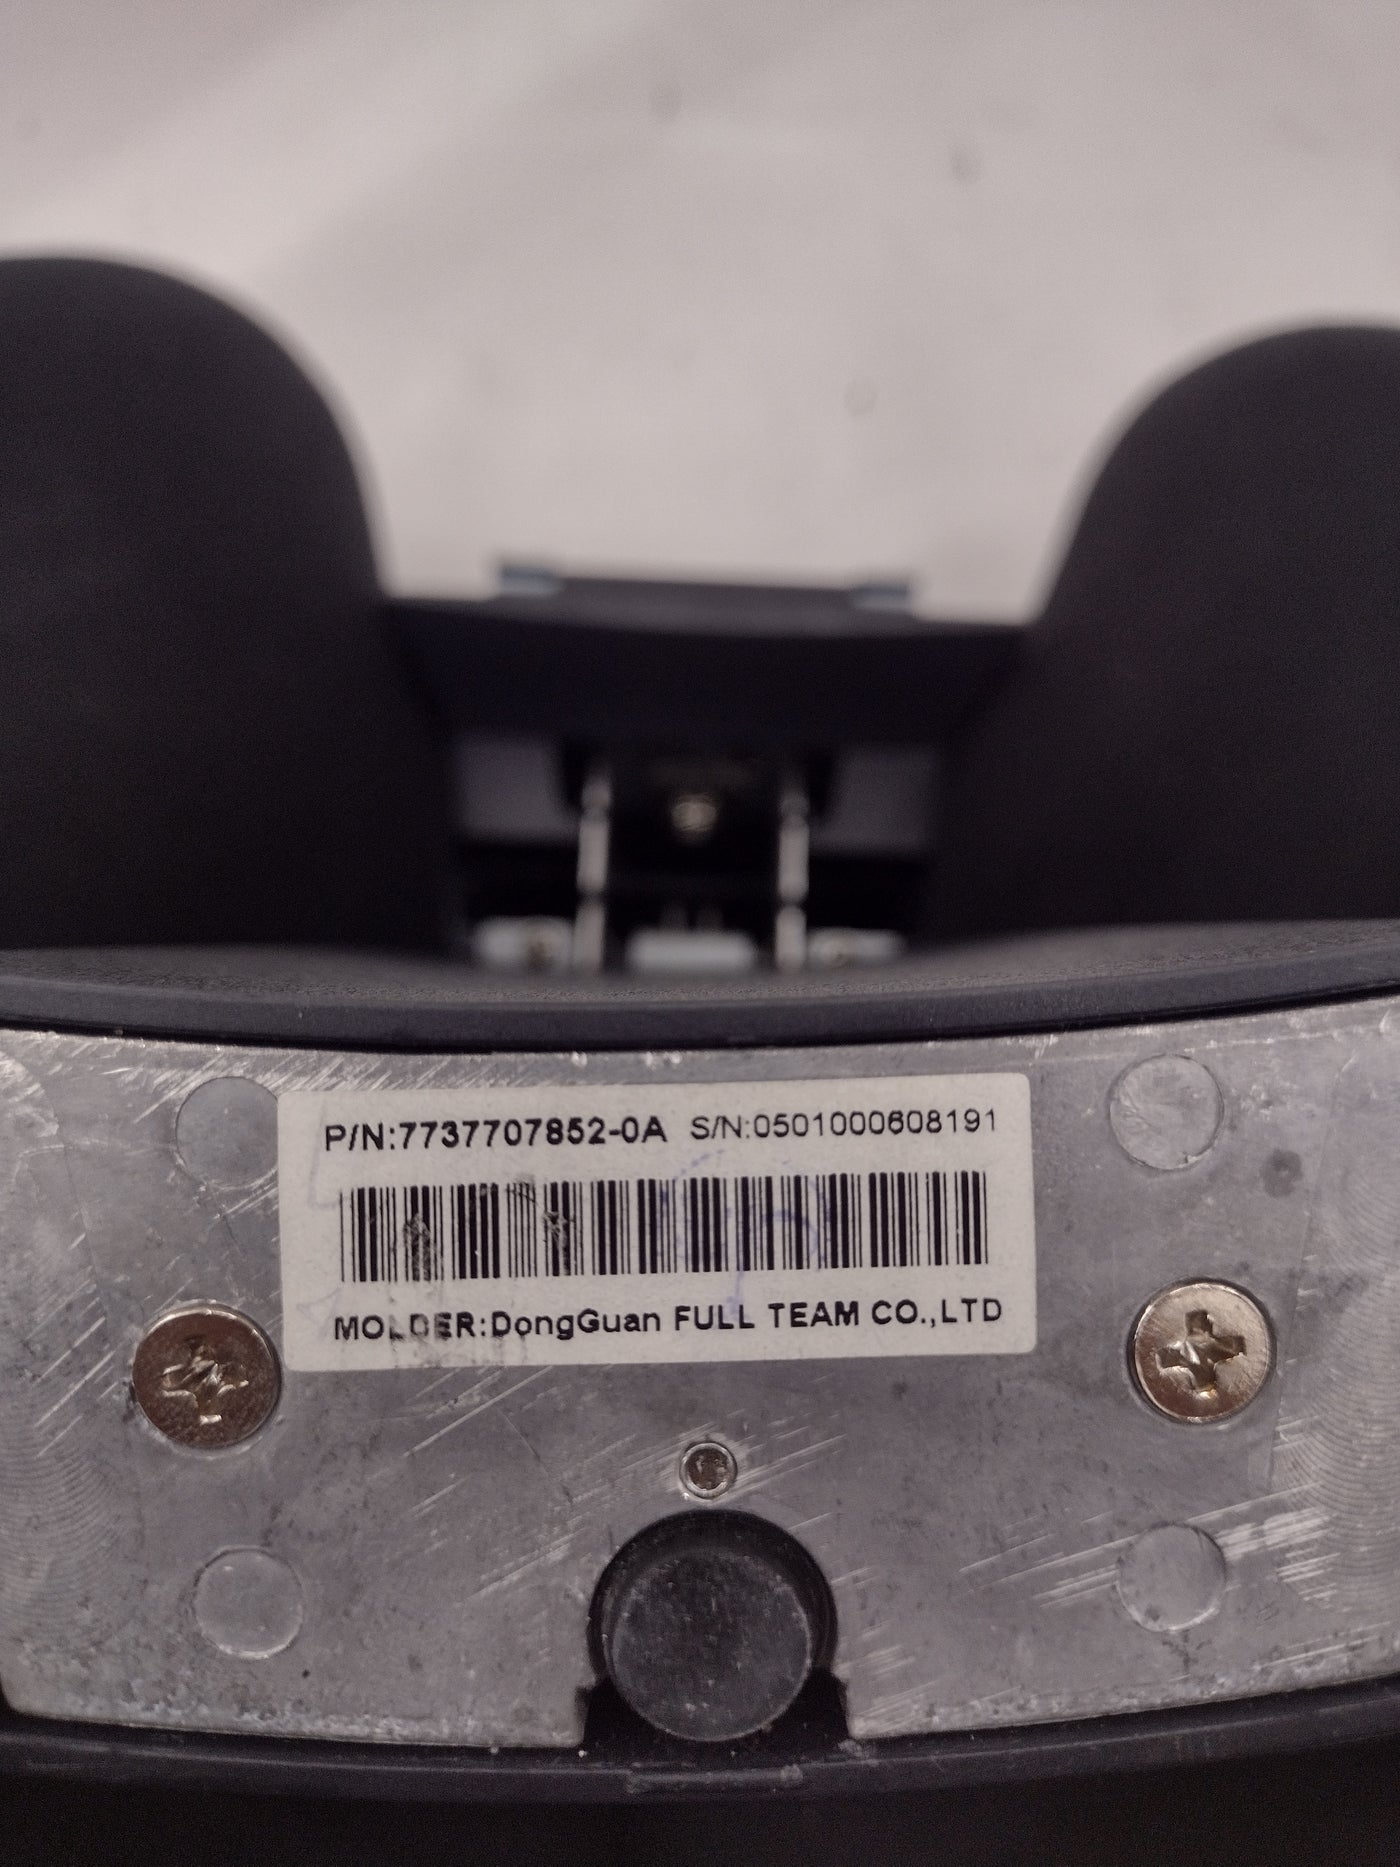 P/N:7737707852-0A S/N:0501000608191
MOLDER:DongGuan FULL TEAM CO.,LTD